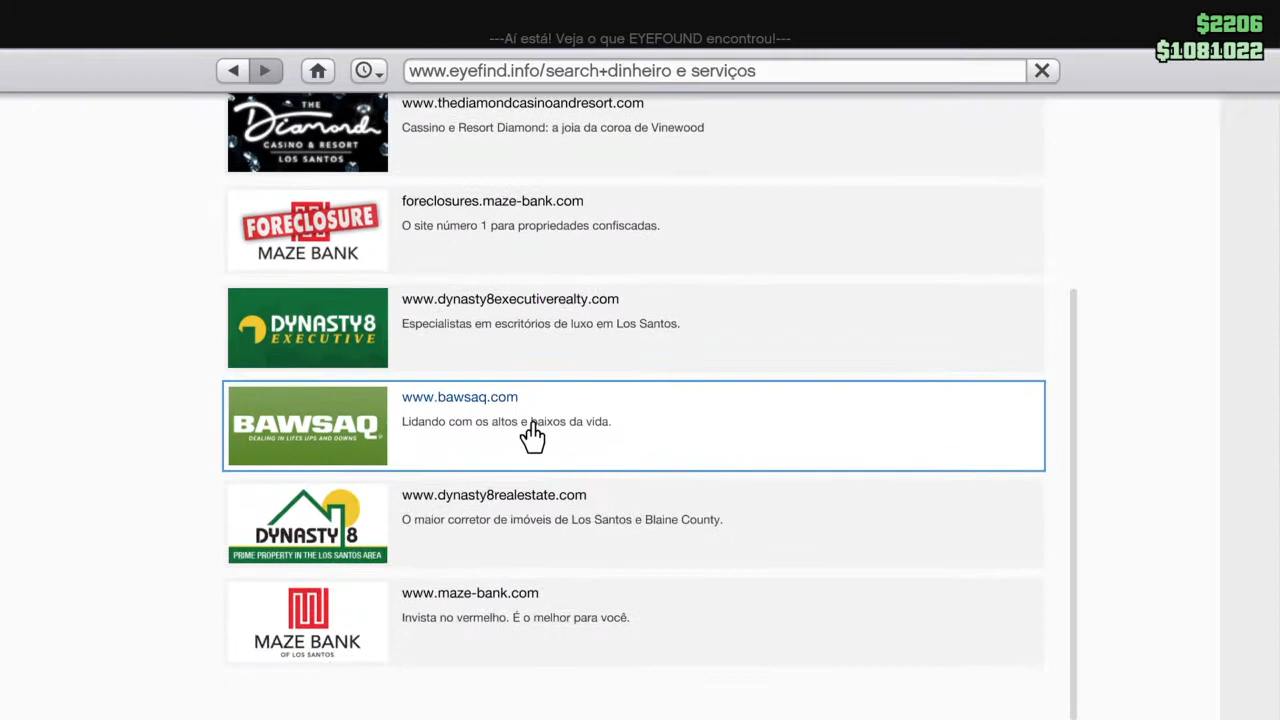 $2206
---Aí está! Veja o que EYEFOUND encontrou!---
$1081022
www.eyefind.info/search+dinheiro e serviços
THE
Diamond
CASINO & RESORT
LOS SANTOS
www.thediamondcasinoandresort.com
Cassino e Resort Diamond: a joia da coroa de Vinewood
FORECLOSURE
MAZE BANK
foreclosures.maze-bank.com
O site número 1 para propriedades confiscadas.
DYNASTY8
EXECUTIVE
www.dynasty8executiverealty.com
Especialistas em escritórios de luxo em Los Santos.
BAWSAQ
DEALING IN LIFES UPS AND DOWNS
www.bawsaq.com
Lidando com os altos e baixos da vida.
DYNASTY 8
PRIME PROPERTY IN THE LOS SANTOS AREA
www.dynasty8realestate.com
O maior corretor de imóveis de Los Santos e Blaine County.
MAZE BANK
OF LOS SANTOS
www.maze-bank.com
Invista no vermelho. É o melhor para você.